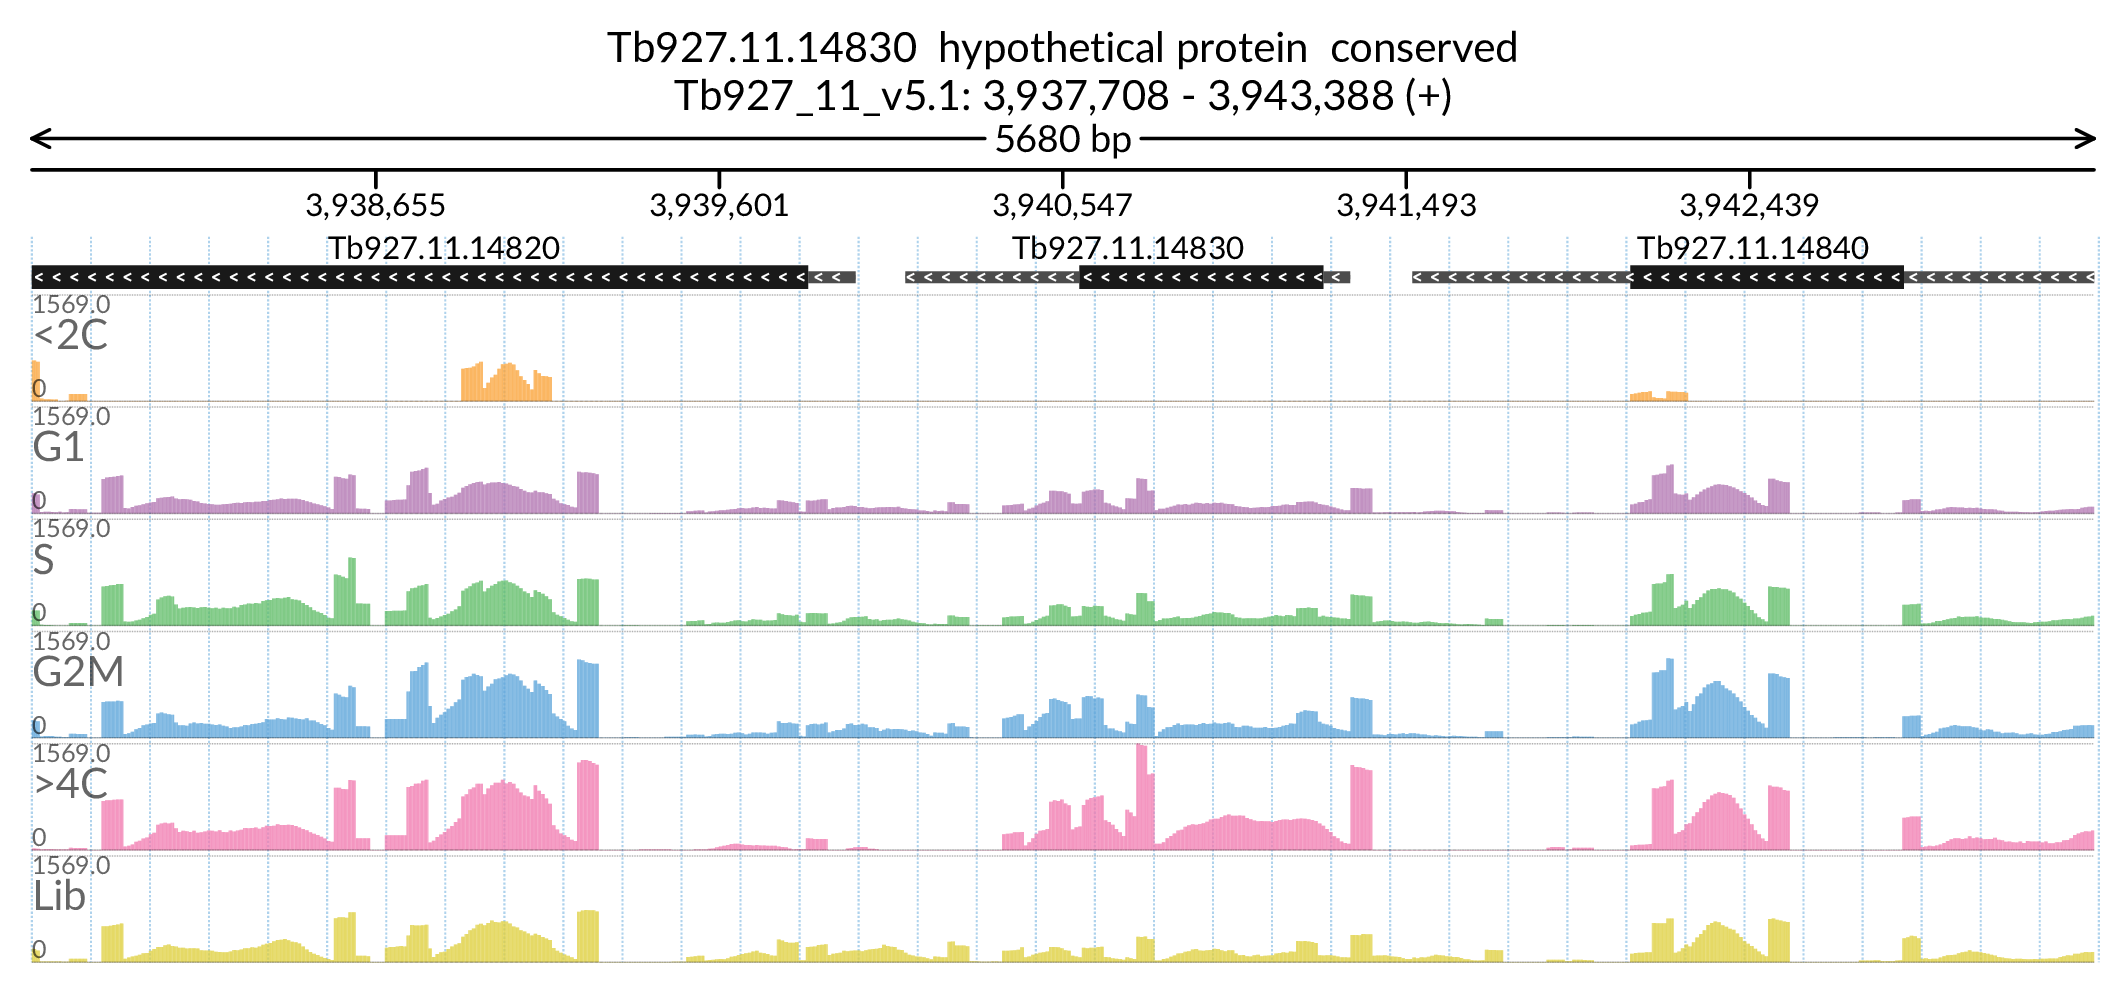 Tb927.11.14830  hypothetical protein  conserved
Tb927_11_v5.1: 3,937,708 - 3,943,388 (+)
5680 bp
3,938,655 3,939,601 3,940,547 3,941,493 3,942,439
Tb927.11.14820 Tb927.11.14830 Tb927.11.14840
1569.0
<2C
0
1569.0
G1
0
1569.0
S
0
1569.0
G2M
0
1569.0
>4C
0
1569.0
Lib
0